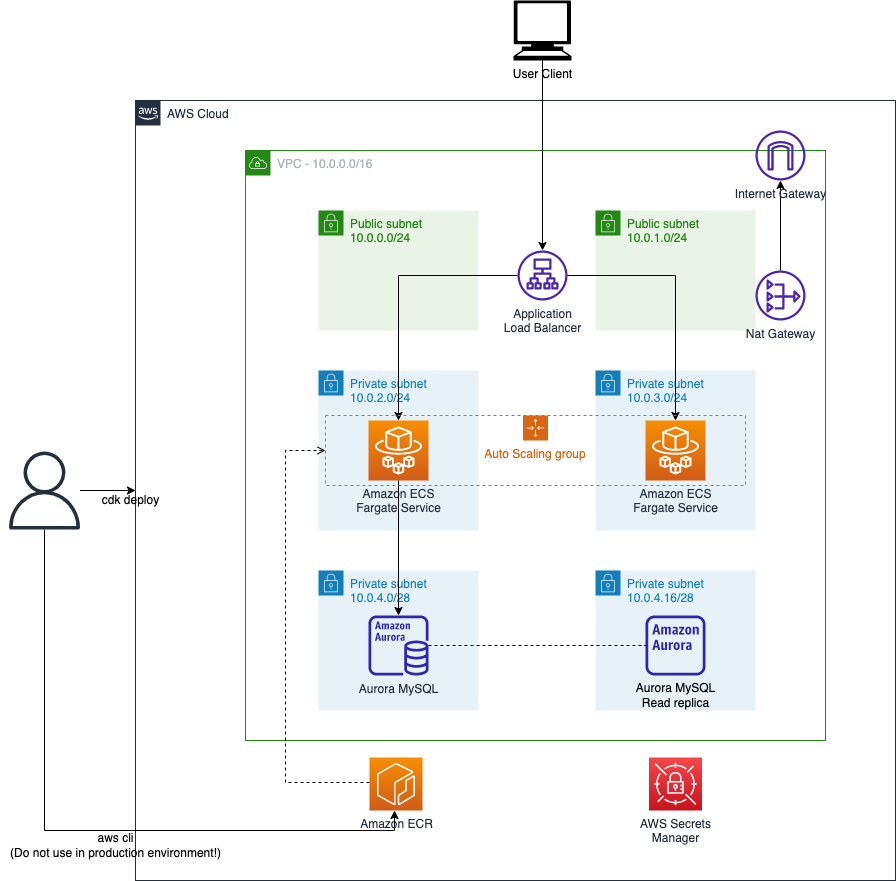 User Client
aws
AWS Cloud
VPC - 10.0.0.0/16
Internet Gateway
Public subnet
10.0.0.0/24
Public subnet
10.0.1.0/24
Application
Load Balancer
Nat Gateway
Private subnet
10.0.2.0/24
Private subnet
10.0.3.0/24
Auto Scaling group
Amazon ECS
Fargate Service
Amazon ECS
Fargate Service
cdk deploy
Private subnet
10.0.4.0/28
Private subnet
10.0.4.16/28
Amazon
Aurora
Amazon
Aurora
Aurora MySQL
Aurora MySQL
Read replica
Amazon ECR
AWS Secrets
Manager
aws cli
(Do not use in production environment!)